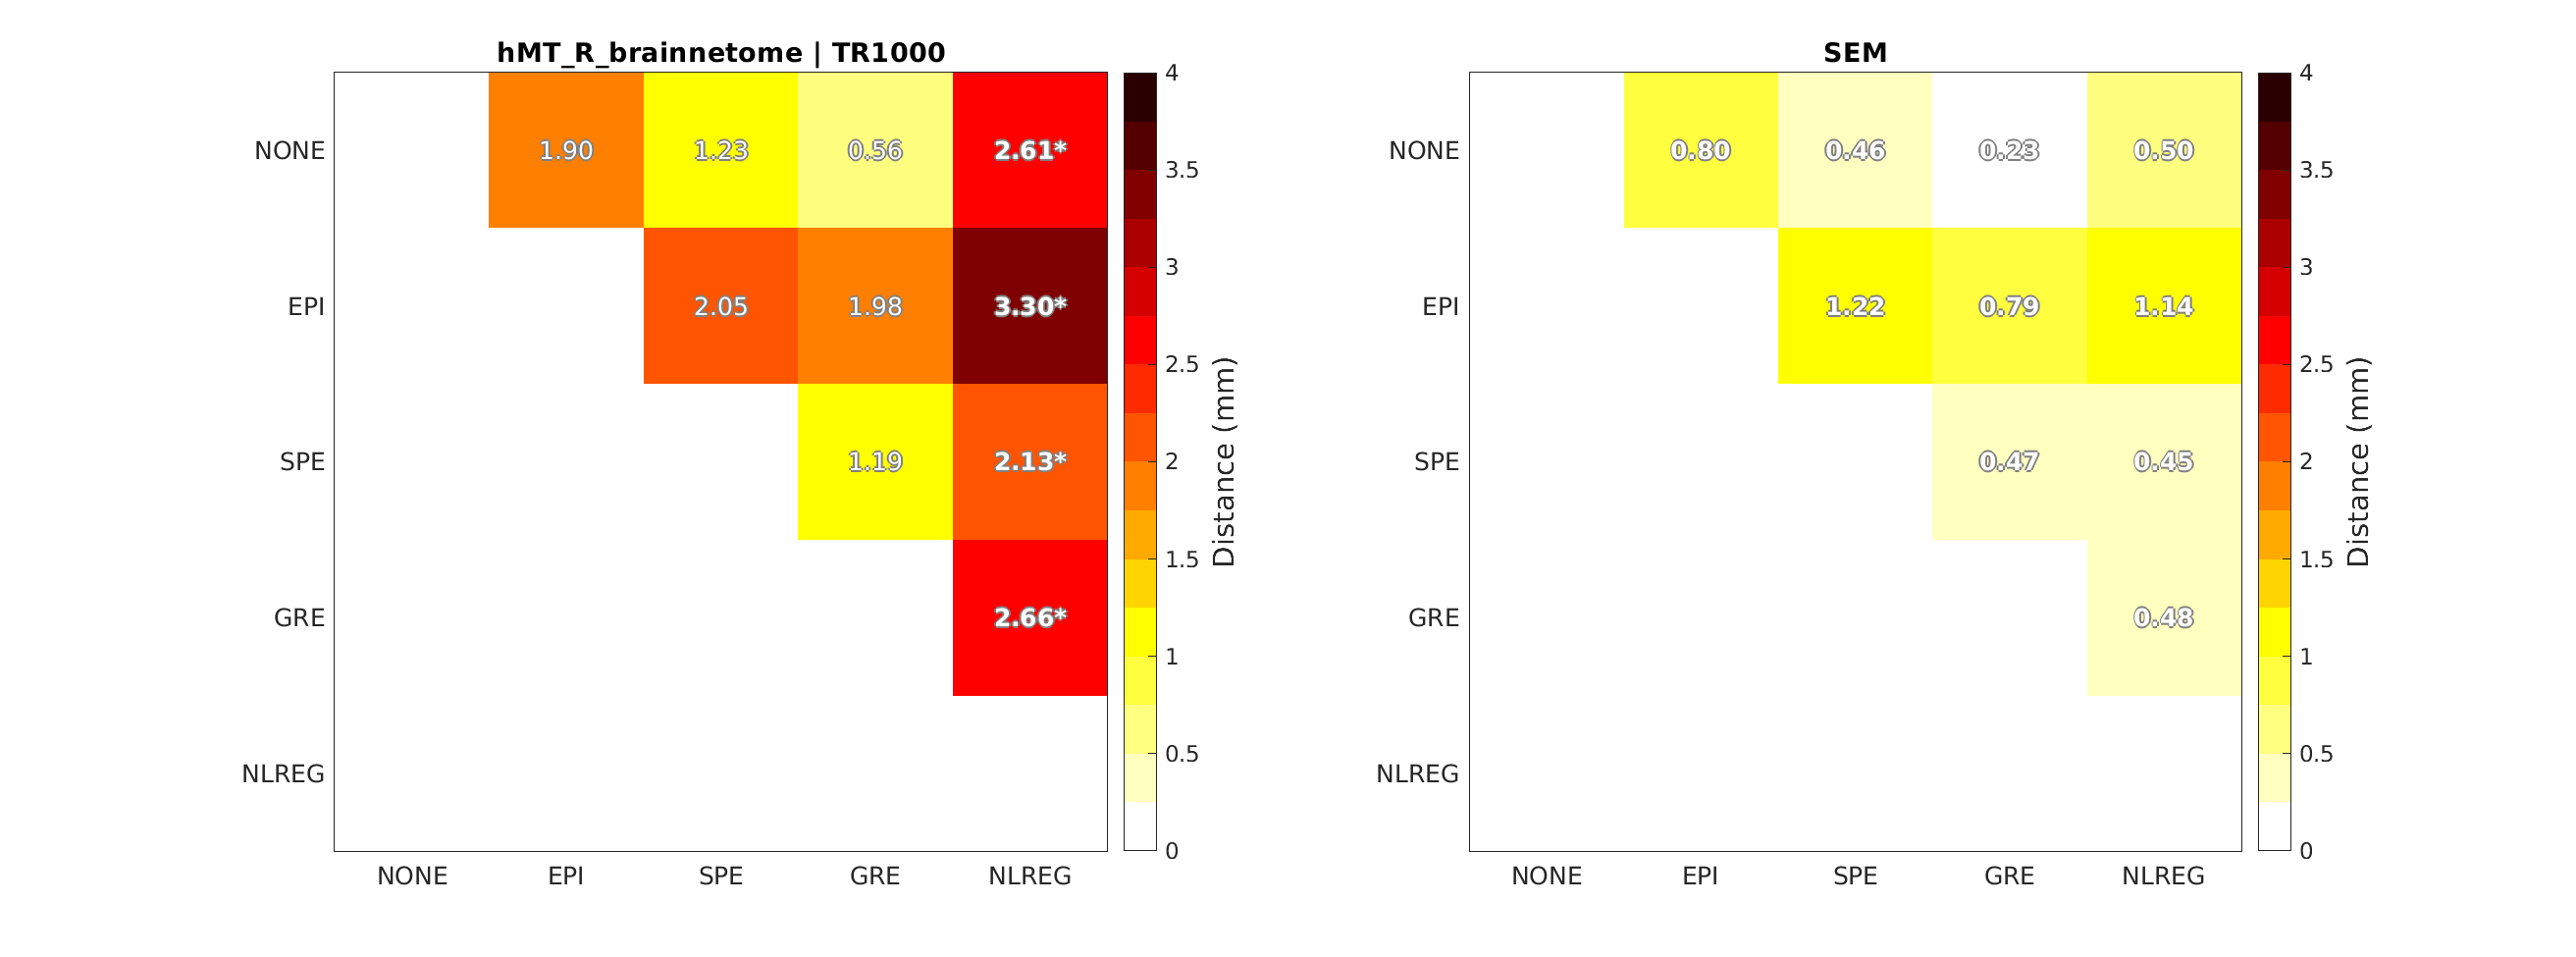 hMT_R_brainnetome | TR1000
NONE
EPI
SPE
GRE
NLREG
1.90
1.23
0.56
2.61*
2.05
1.98
3.30*
1.19
2.13*
2.66*
NONE
EPI
SPE
GRE
NLREG
4
3.5
3
2.5
2
1.5
1
0.5
0
Distance (mm)
SEM
NONE
EPI
SPE
GRE
NLREG
0.80
0.46
0.23
0.50
1.22
0.79
1.14
0.47
0.45
0.48
NONE
EPI
SPE
GRE
NLREG
4
3.5
3
2.5
2
1.5
1
0.5
0
Distance (mm)